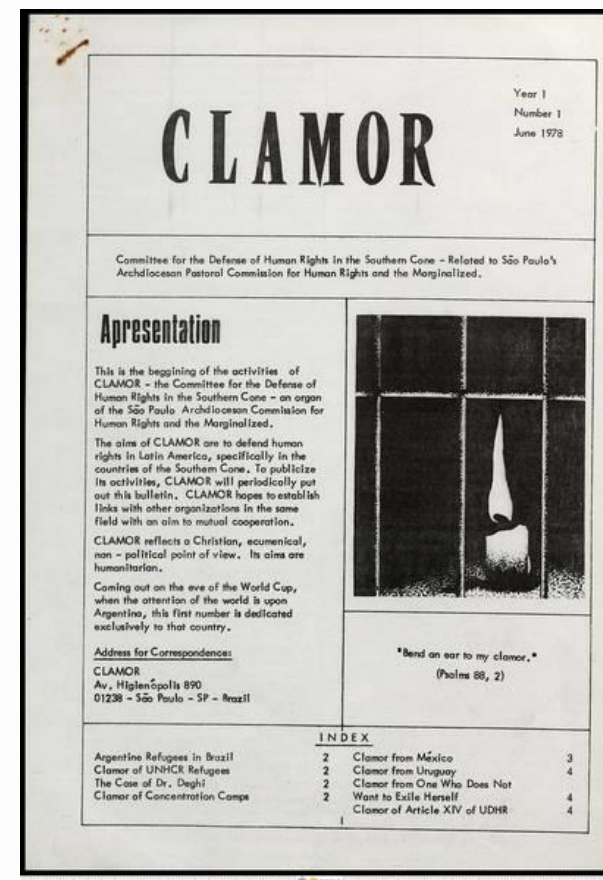 CLAMOR
Year 1
Number 1
June 1978
Committee for the Defense of Human Rights in the Southern Cone - Related to São Paulo's
Archdiocesan Pastoral Commission for Human Rights and the Marginalized.
Apresentation
This is the beggining of the activities of
CLAMOR - the Committee for the Defense of
Human Rights in the Southern Cone - an organ
of the São Paulo Archdiocesan Commission for
Human Rights and the Marginalized.
The aims of CLAMOR are to defend human
rights in Latin America, specifically in the
countries of the Southern Cone. To publicize
its activities, CLAMOR will periodically put
out this bulletin. CLAMOR hopes to establish
links with other organizations in the same
field with an aim to mutual cooperation.
CLAMOR reflects a Christian, ecumenical,
non - political point of view. Its aims are
humanitarian.
Coming out on the eve of the World Cup,
when the attention of the world is upon
Argentina, this first number is dedicated
exclusively to that country.
Address for Correspondence:
CLAMOR
Av. Higienópolis 890
01238 - São Paulo - SP - Brazil
"Bend an ear to my clamor."
(Psalms 88, 2)
INDEX
Argentine Refugees in Brazil 2
Clamor of UNHCR Refugees 2
The Case of Dr. Deghi 2
Clamor of Concentration Camps 2
Clamor from México 3
Clamor from Uruguay 4
Clamor from One Who Does Not
Want to Exile Herself 4
Clamor of Article XIV of UDHR 4
1